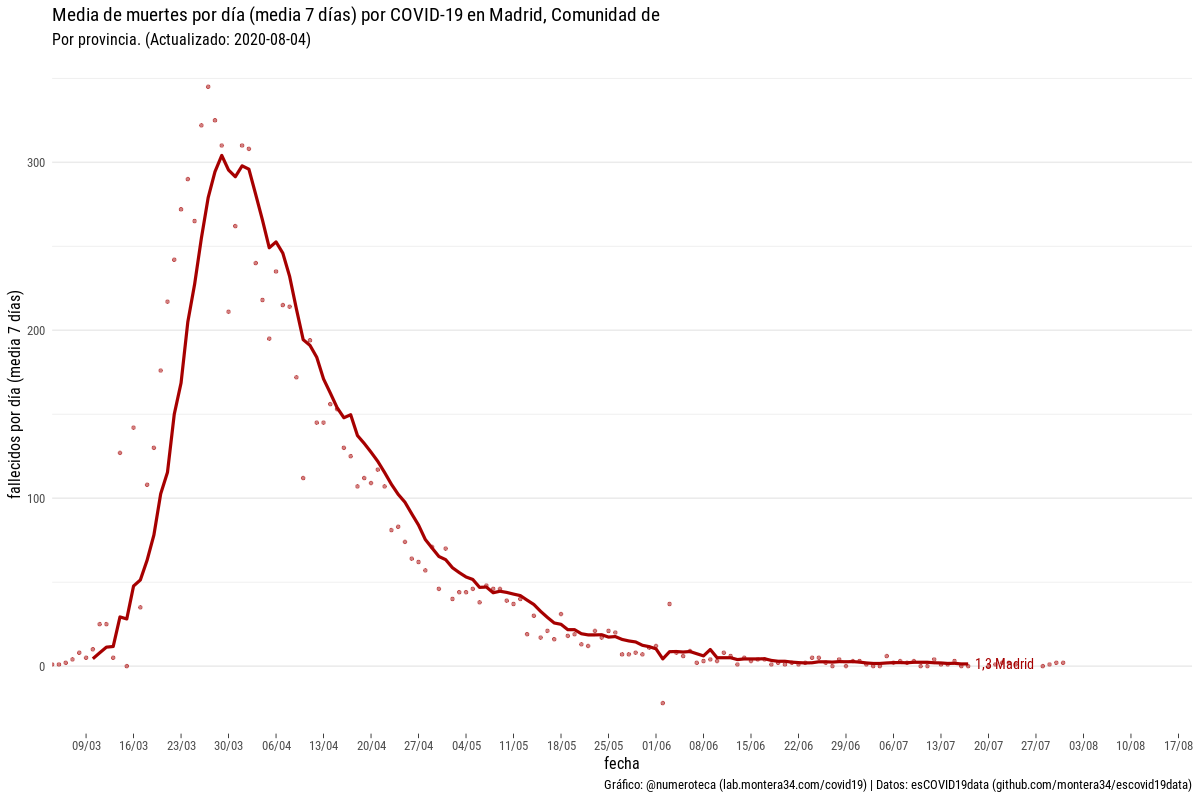 Media de muertes por día (media 7 días) por COVID-19 en Madrid, Comunidad de
Por provincia. (Actualizado: 2020-08-04)
fallecidos por día (media 7 días)
300
200
100
0
1,3 Madrid
09/03 16/03 23/03 30/03 06/04 13/04 20/04 27/04 04/05 11/05 18/05 25/05 01/06 08/06 15/06 22/06 29/06 06/07 13/07 20/07 27/07 03/08 10/08 17/08
fecha
Gráfico: @numeroteca (lab.montera34.com/covid19) | Datos: esCOVID19data (github.com/montera34/escovid19data)